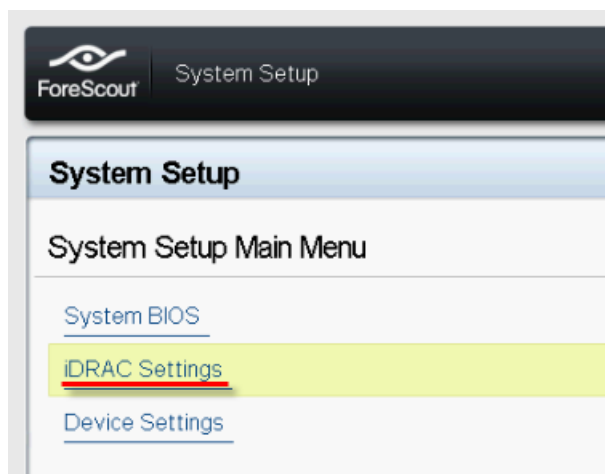 ForeScout
System Setup
System Setup
System Setup Main Menu
System BIOS
iDRAC Settings
Device Settings